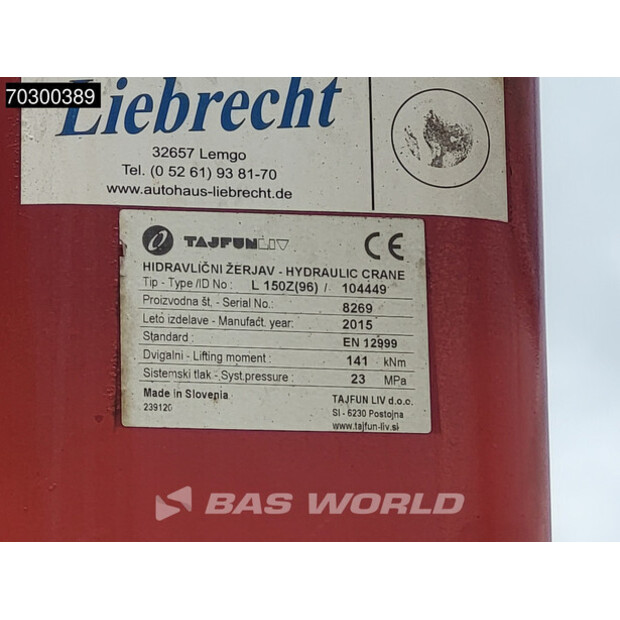 70300389
Liebrecht
32657 Lemgo
Tel. (0 52 61) 93 81-70
www.autohaus-liebrecht.de
TAJFUN LIV CE
HIDRAVLIČNI ŽERJAV - HYDRAULIC CRANE
Tip - Type /ID No: L 150Z(96) / 104449
Proizvodna št. - Serial No.: 8269
Leto izdelave - Manufact. year: 2015
Standard : EN 12999
Dvigalni - Lifting moment : 141 kNm
Sistemski tlak - Syst.pressure : 23 MPa
Made in Slovenia TAJFUN LIV d.o.o.
239120 SI - 6230 Postojna
www.tajfun-liv.si
BAS WORLD